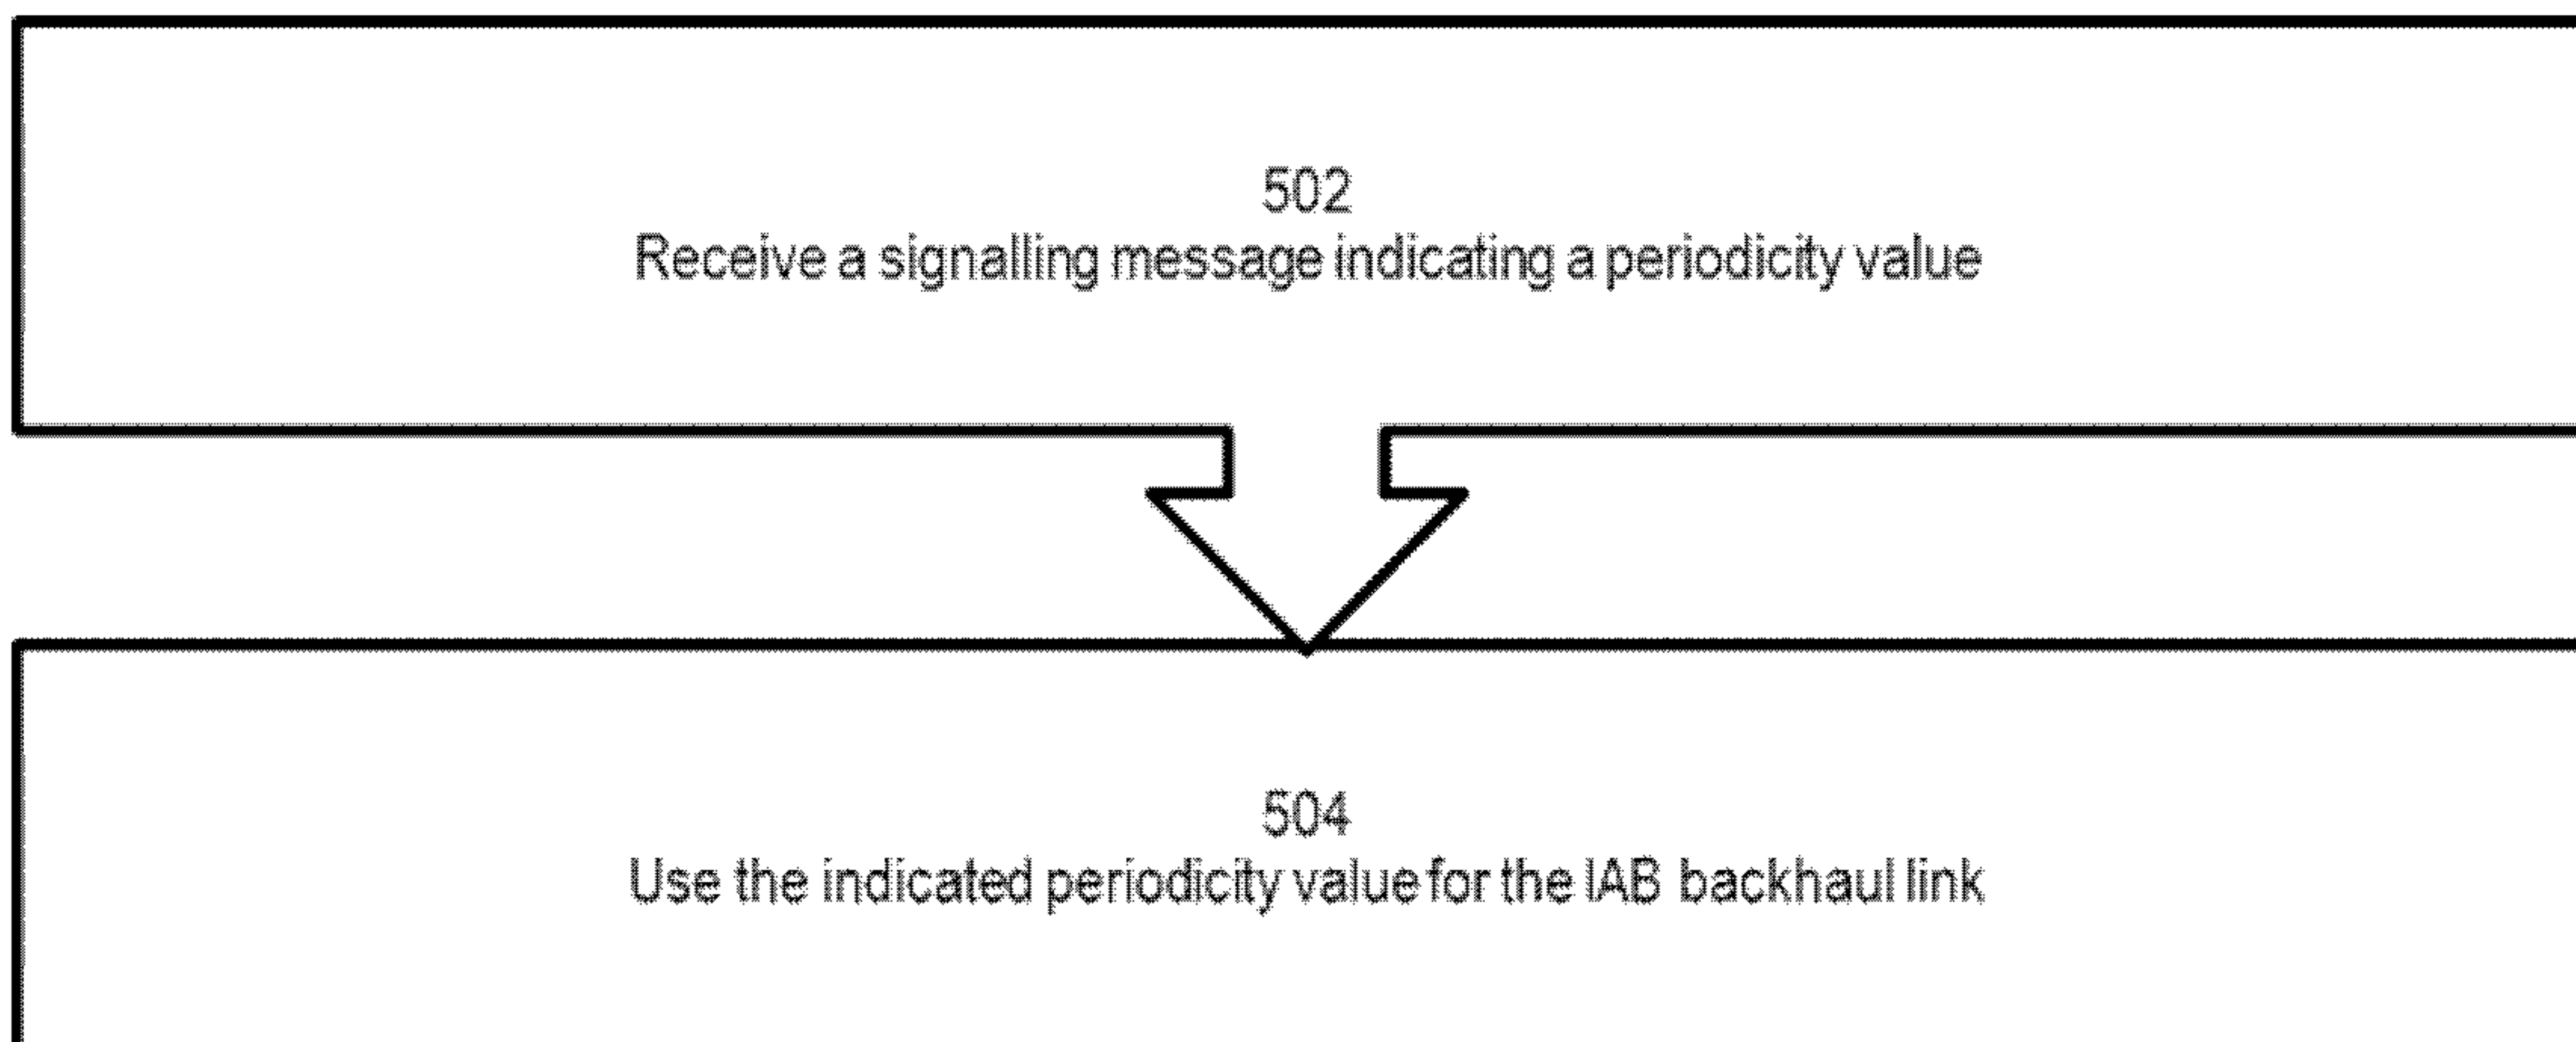 502
Receive a signalling message indicating a periodicity value
504
Use the indicated periodicity value for the IAB backhaul link